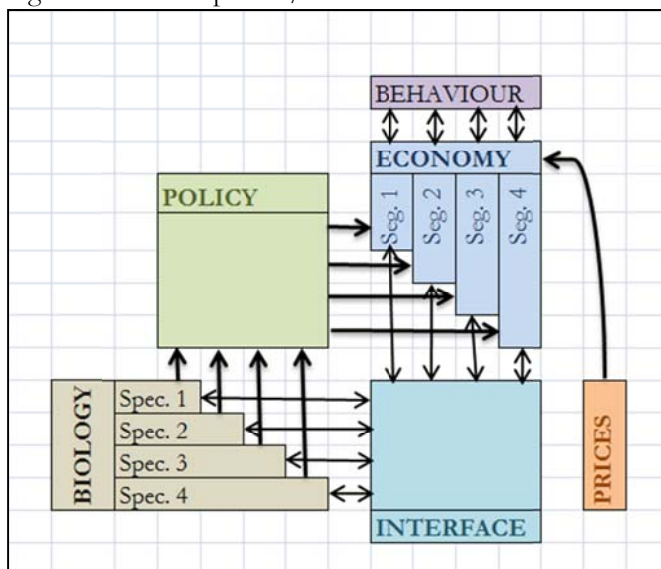 BEHAVIOUR
ECONOMY
Seg. 1
Seg. 2
Seg. 3
Seg. 4
POLICY
BIOLOGY
Spec. 1
Spec. 2
Spec. 3
Spec. 4
INTERFACE
PRICES